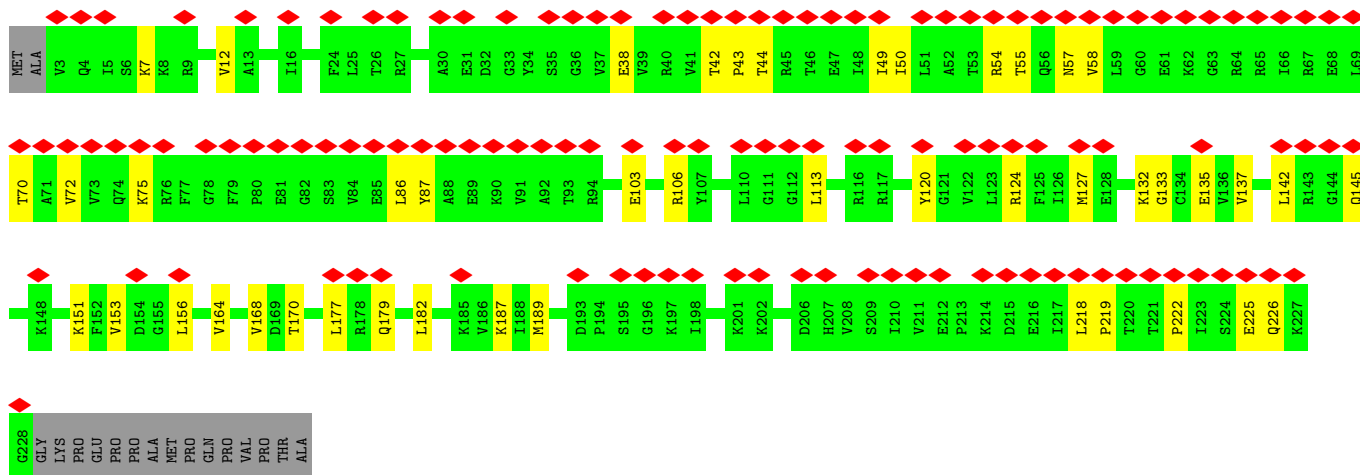 MET ALA V3 Q4 I5 S6 K7 K8 R9 V12 A13 I16 F24 L25 T26 R27 A30 E31 D32 G33 Y34 S35 G36 V37 E38 V39 R40 V41 T42 P43 T44 R45 T46 E47 I48 I49 I50 L51 A52 T53 R54 T55 Q56 N57 V58 L59 G60 E61 K62 G63 R64 R65 I66 R67 E68 L69
T70 A71 V72 V73 Q74 K75 R76 F77 G78 F79 P80 E81 G82 S83 V84 E85 L86 Y87 A88 E89 K90 V91 A92 T93 R94 E103 R106 Y107 L110 G111 G112 L113 R116 R117 Y120 G121 V122 L123 R124 F125 I126 M127 E128 K132 G133 C134 E135 V136 V137 L142 R143 G144 Q145
K148 K151 F152 V153 D154 G155 L156 V164 V168 D169 T170 L177 R178 Q179 L182 K185 V186 K187 I188 M189 D193 P194 S195 G196 K197 I198 K201 K202 D206 H207 V208 S209 I210 V211 E212 P213 K214 D215 E216 I217 L218 P219 T220 T221 P222 I223 S224 E225 Q226 K227
G228 GLY LYS PRO GLU PRO PRO ALA MET PRO GLN PRO VAL PRO THR ALA